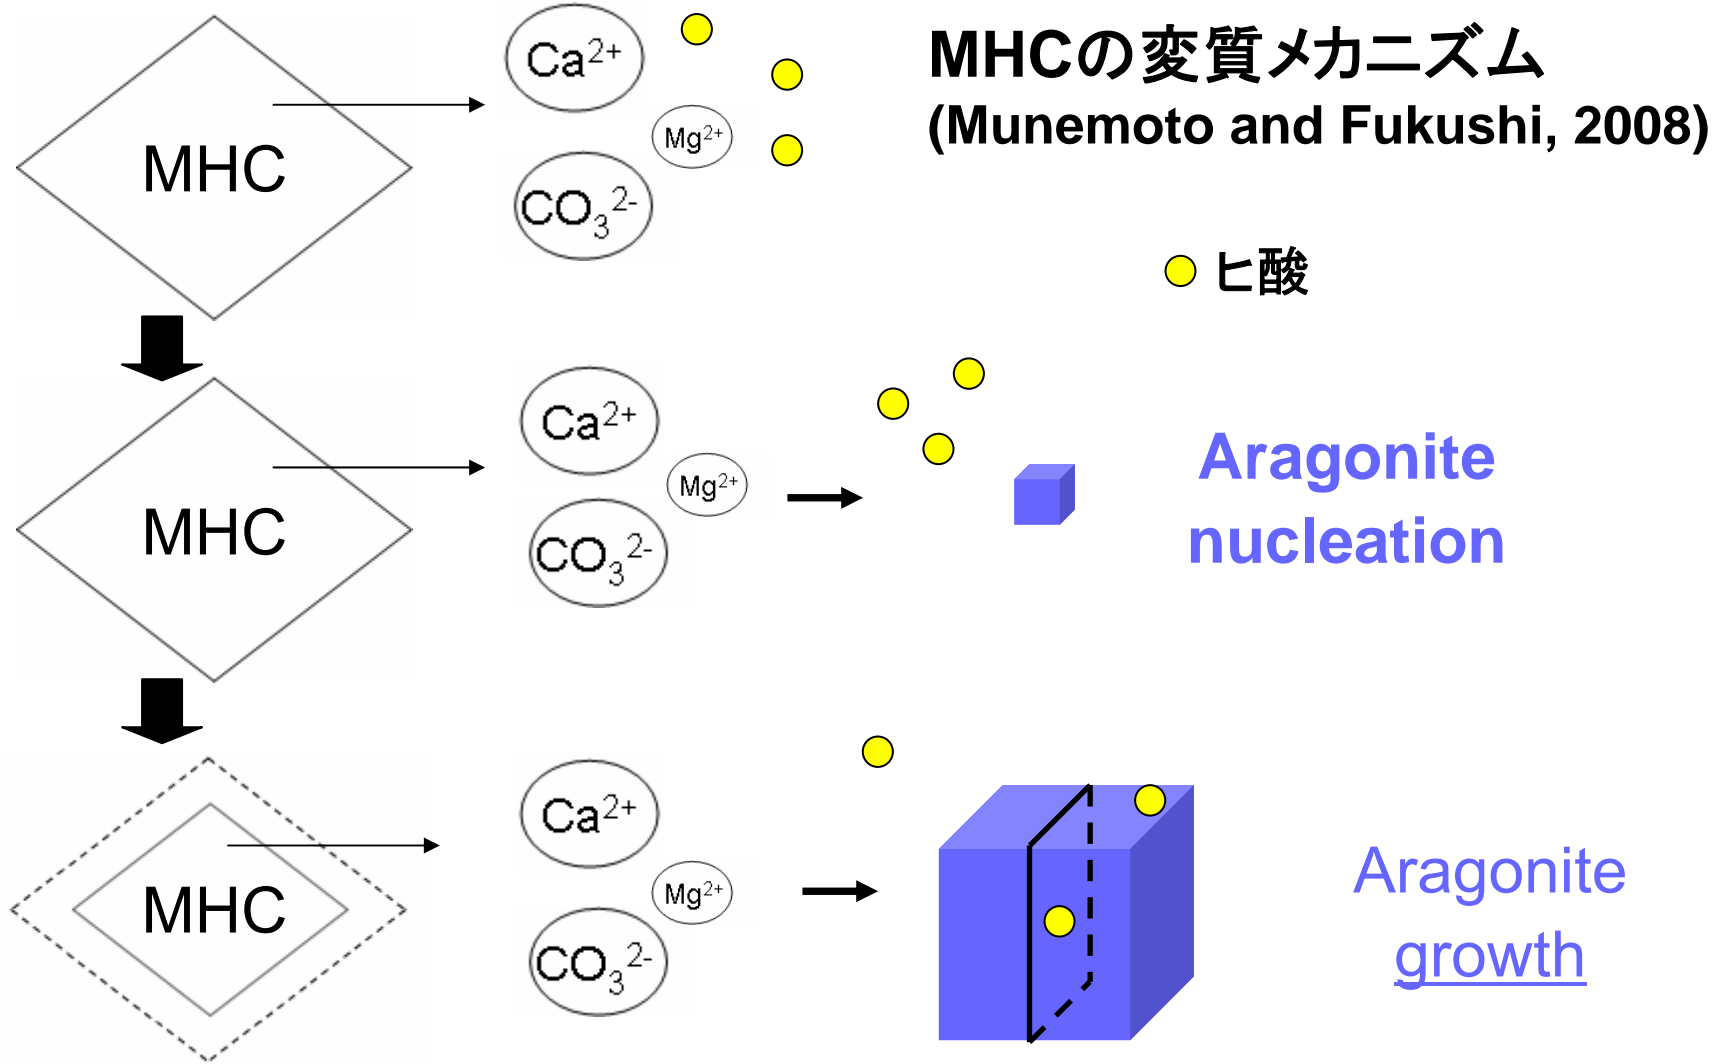 MHCの変質メカニズム
(Munemoto and Fukushi, 2008)
MHC
Ca2+
Mg2+
CO32-
ヒ酸
MHC
Ca2+
Mg2+
CO32-
Aragonite
nucleation
MHC
Ca2+
Mg2+
CO32-
Aragonite
growth